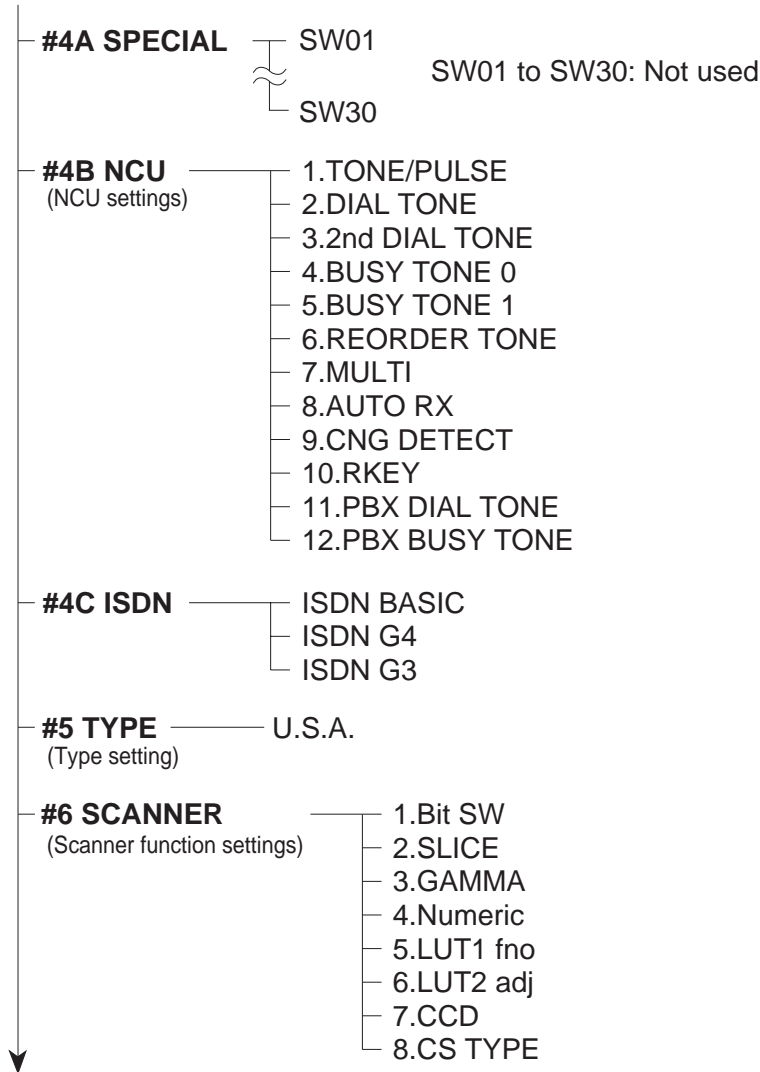 #4A SPECIAL SW01
SW01 to SW30: Not used
SW30
#4B NCU 1.TONE/PULSE
(NCU settings) 2.DIAL TONE
3.2nd DIAL TONE
4.BUSY TONE 0
5.BUSY TONE 1
6.REORDER TONE
7.MULTI
8.AUTO RX
9.CNG DETECT
10.RKEY
11.PBX DIAL TONE
12.PBX BUSY TONE
#4C ISDN ISDN BASIC
ISDN G4
ISDN G3
#5 TYPE U.S.A.
(Type setting)
#6 SCANNER 1.Bit SW
(Scanner function settings) 2.SLICE
3.GAMMA
4.Numeric
5.LUT1 fno
6.LUT2 adj
7.CCD
8.CS TYPE